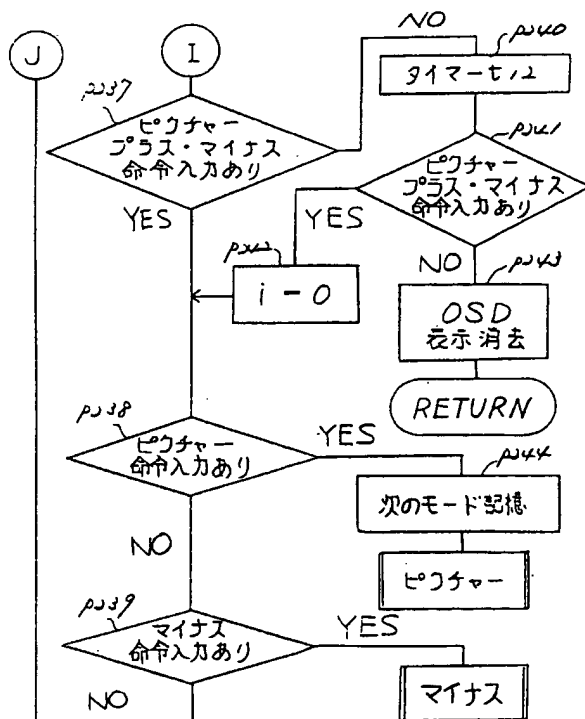 J
I
NO
p240
タイマーt12
p237
ピクチャー
プラス・マイナス
命令入力あり
p241
ピクチャー
プラス・マイナス
命令入力あり
YES
YES
p242
i-0
NO
p243
OSD
表示消去
RETURN
p238
ピクチャー
命令入力あり
YES
p244
次のモード記憶
ピクチャー
NO
p239
マイナス
命令入力あり
YES
マイナス
NO